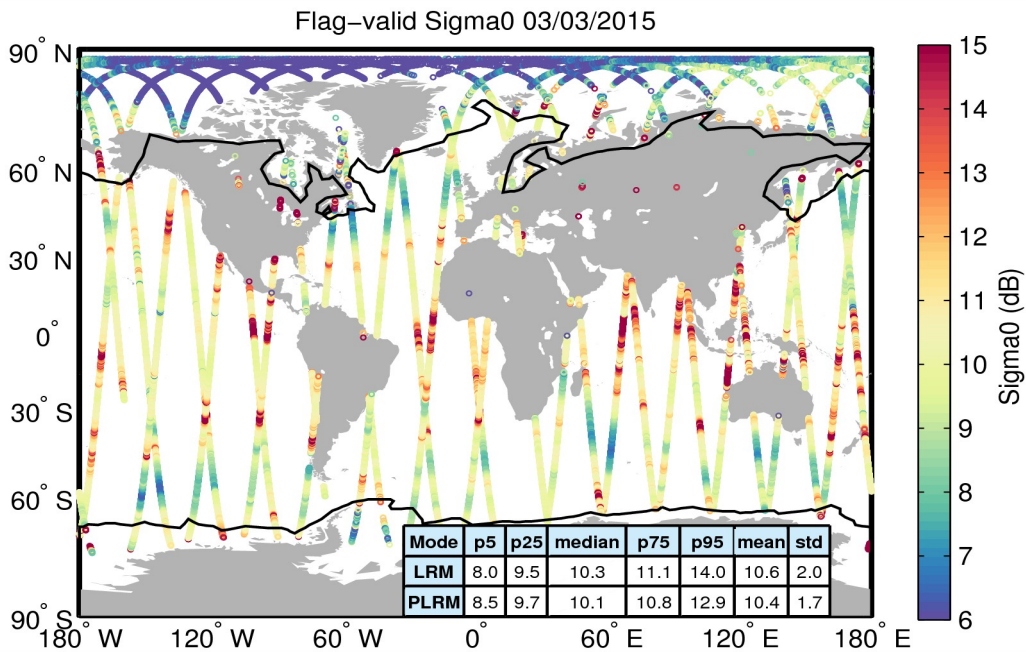 Flag−valid Sigma0 03/03/2015
90° N
60° N
30° N
0°
30° S
60° S
90° S
180° W
120° W
60° W
0°
60° E
120° E
180° E
Mode p5 p25 median p75 p95 mean std
LRM 8.0 9.5 10.3 11.1 14.0 10.6 2.0
PLRM 8.5 9.7 10.1 10.8 12.9 10.4 1.7
15
14
13
12
11
10
9
8
7
6
Sigma0 (dB)